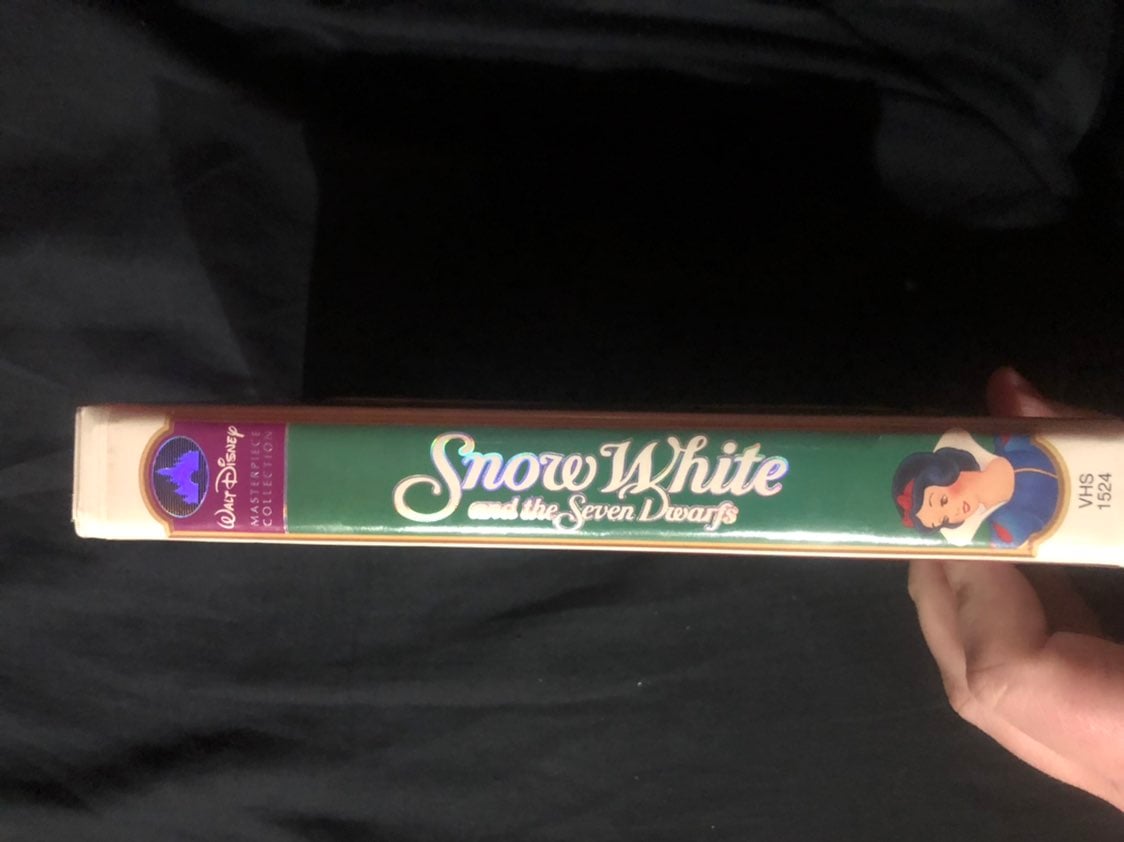 WALT DISNEY
MASTERPIECE
COLLECTION
Snow White
and the Seven Dwarfs
VHS
1524